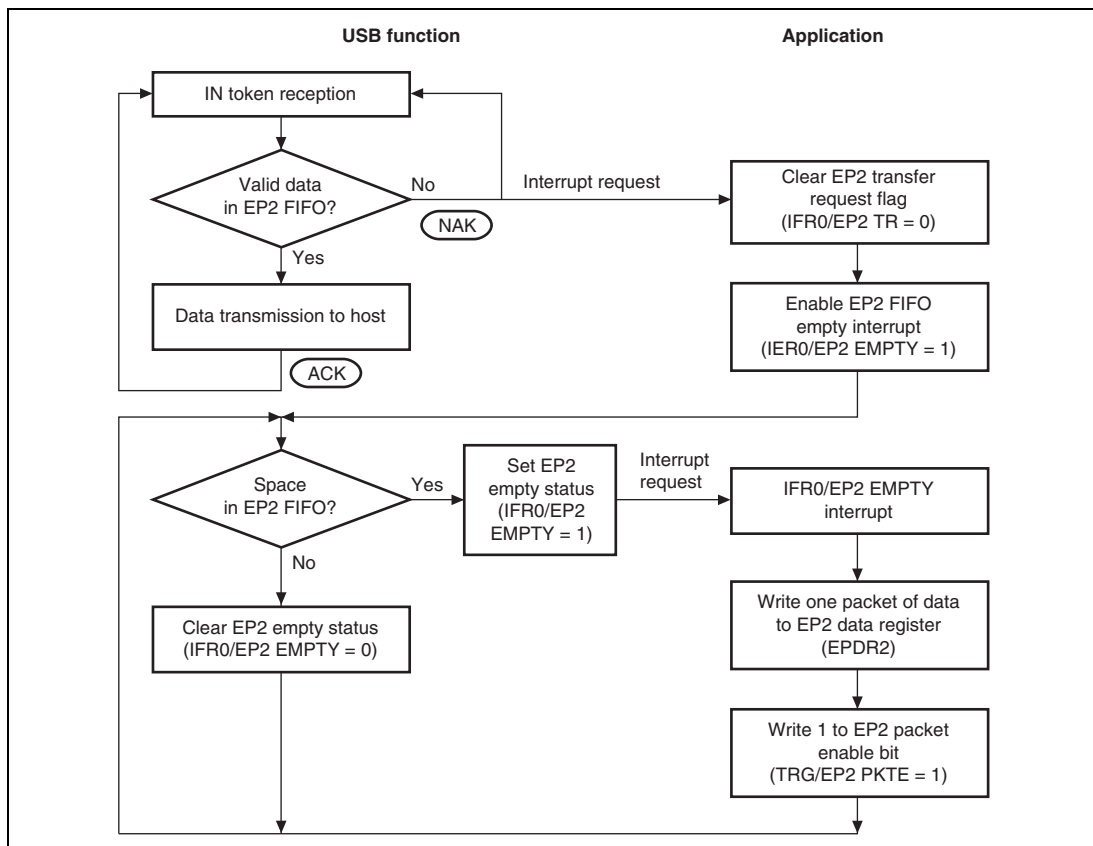 USB function
Application
IN token reception
Valid data
in EP2 FIFO?
No
NAK
Interrupt request
Clear EP2 transfer
request flag
(IFR0/EP2 TR = 0)
Yes
Data transmission to host
ACK
Enable EP2 FIFO
empty interrupt
(IER0/EP2 EMPTY = 1)
Space
in EP2 FIFO?
Yes
Set EP2
empty status
(IFR0/EP2
EMPTY = 1)
Interrupt
request
IFR0/EP2 EMPTY
interrupt
No
Clear EP2 empty status
(IFR0/EP2 EMPTY = 0)
Write one packet of data
to EP2 data register
(EPDR2)
Write 1 to EP2 packet
enable bit
(TRG/EP2 PKTE = 1)